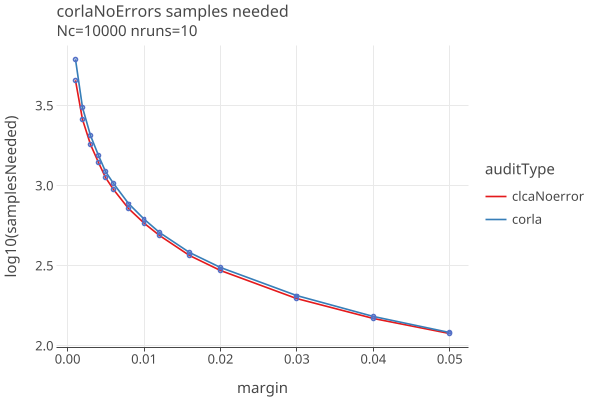 corlaNoErrors samples needed
Nc=10000 nruns=10
log10(samplesNeeded)
3.5
3.0
2.5
2.0
0.00 0.01 0.02 0.03 0.04 0.05
margin
auditType
clcaNoerror
corla